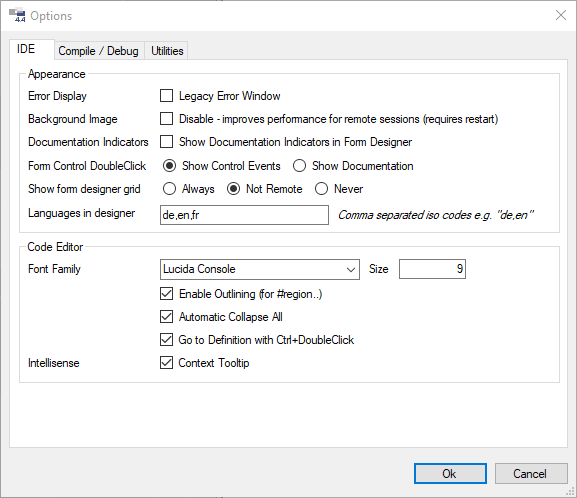 4.4 Options
IDE Compile / Debug Utilities
Appearance
Error Display Legacy Error Window
Background Image Disable - improves performance for remote sessions (requires restart)
Documentation Indicators Show Documentation Indicators in Form Designer
Form Control DoubleClick Show Control Events Show Documentation
Show form designer grid Always Not Remote Never
Languages in designer de,en,fr Comma separated iso codes e.g. "de,en"
Code Editor
Font Family Lucida Console Size 9
Enable Outlining (for #region..)
Automatic Collapse All
Go to Definition with Ctrl+DoubleClick
Intellisense Context Tooltip
Ok Cancel